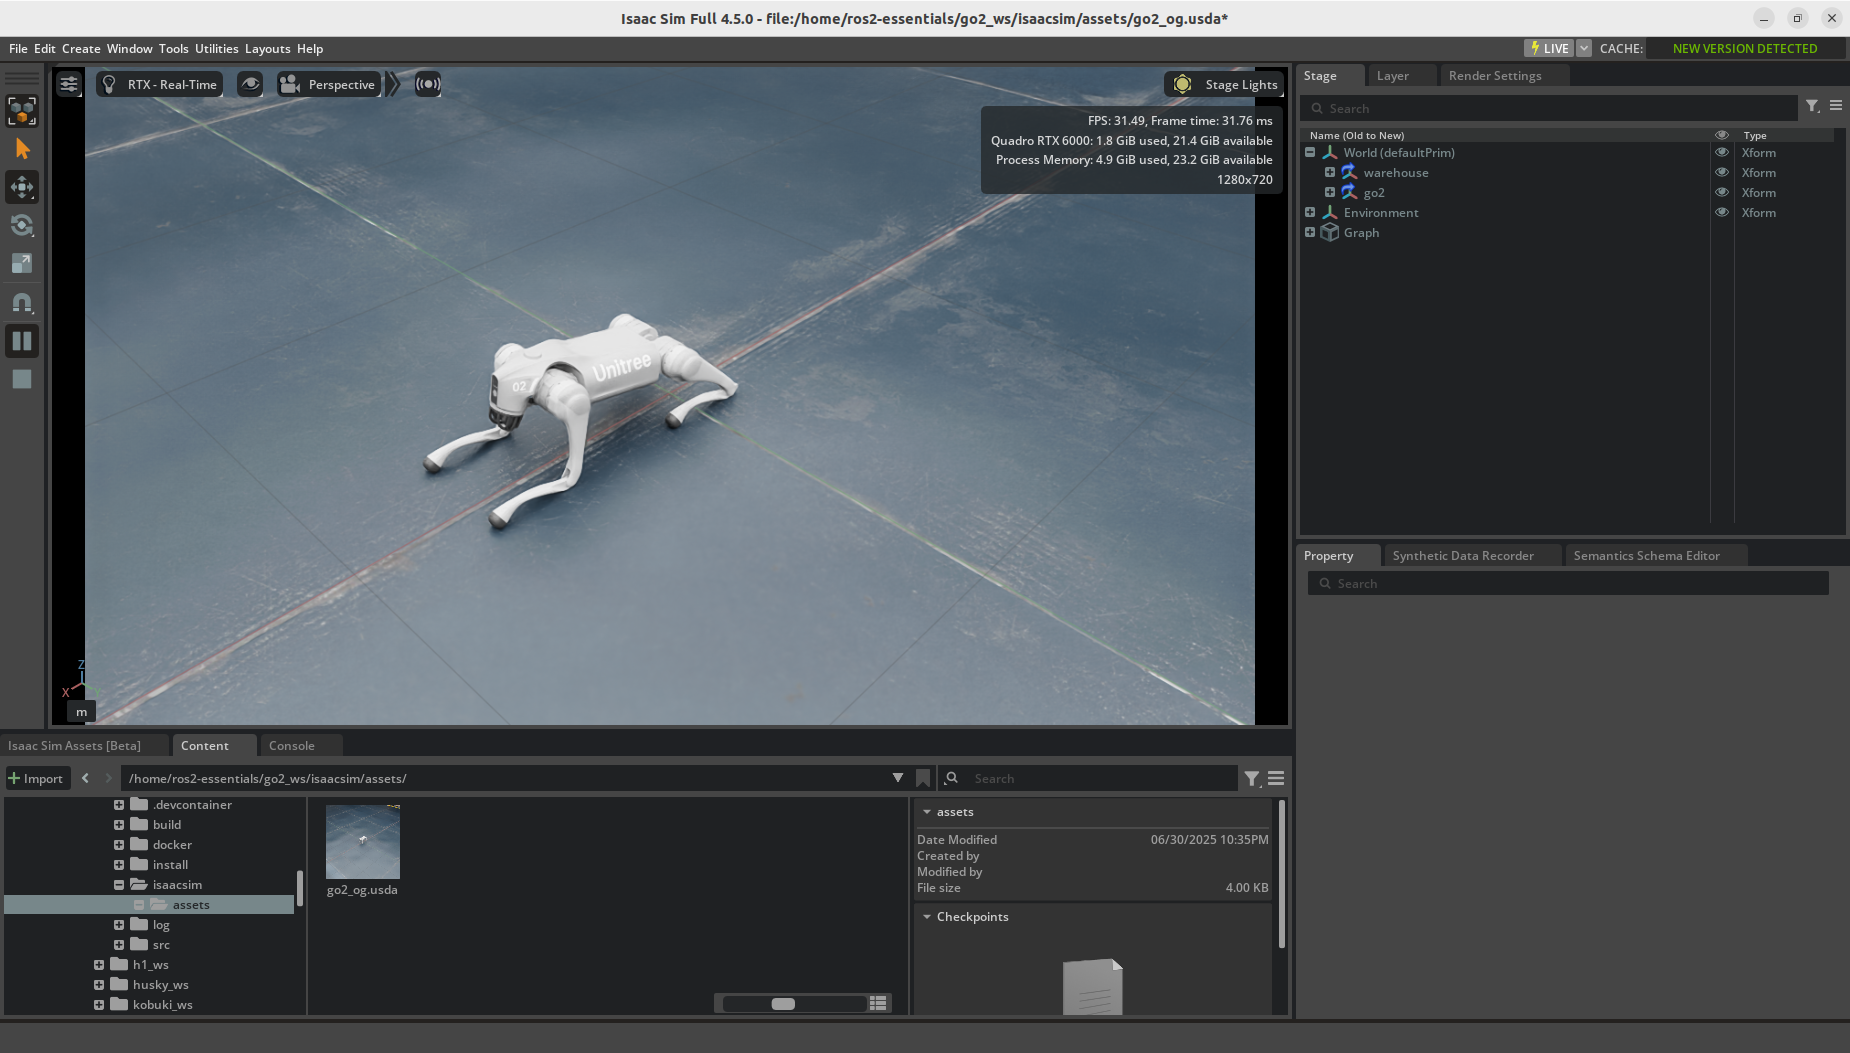 Isaac Sim Full 4.5.0 - file:/home/ros2-essentials/go2_ws/isaacsim/assets/go2_og.usda*
File Edit Create Window Tools Utilities Layouts Help
LIVE CACHE: NEW VERSION DETECTED
RTX - Real-Time
Perspective
Stage Lights
FPS: 31.49, Frame time: 31.76 ms
Quadro RTX 6000: 1.8 GiB used, 21.4 GiB available
Process Memory: 4.9 GiB used, 23.2 GiB available
1280x720
Unitree
02
Z
X
m
Stage Layer Render Settings
Search
Name (Old to New) Type
World (defaultPrim) Xform
warehouse Xform
go2 Xform
Environment Xform
Graph
Property Synthetic Data Recorder Semantics Schema Editor
Search
Isaac Sim Assets [Beta] Content Console
Import /home/ros2-essentials/go2_ws/isaacsim/assets/ Search
.devcontainer
build
docker
install
isaacsim
assets
log
src
h1_ws
husky_ws
kobuki_ws
go2_og.usda
assets
Date Modified 06/30/2025 10:35PM
Created by
Modified by
File size 4.00 KB
Checkpoints